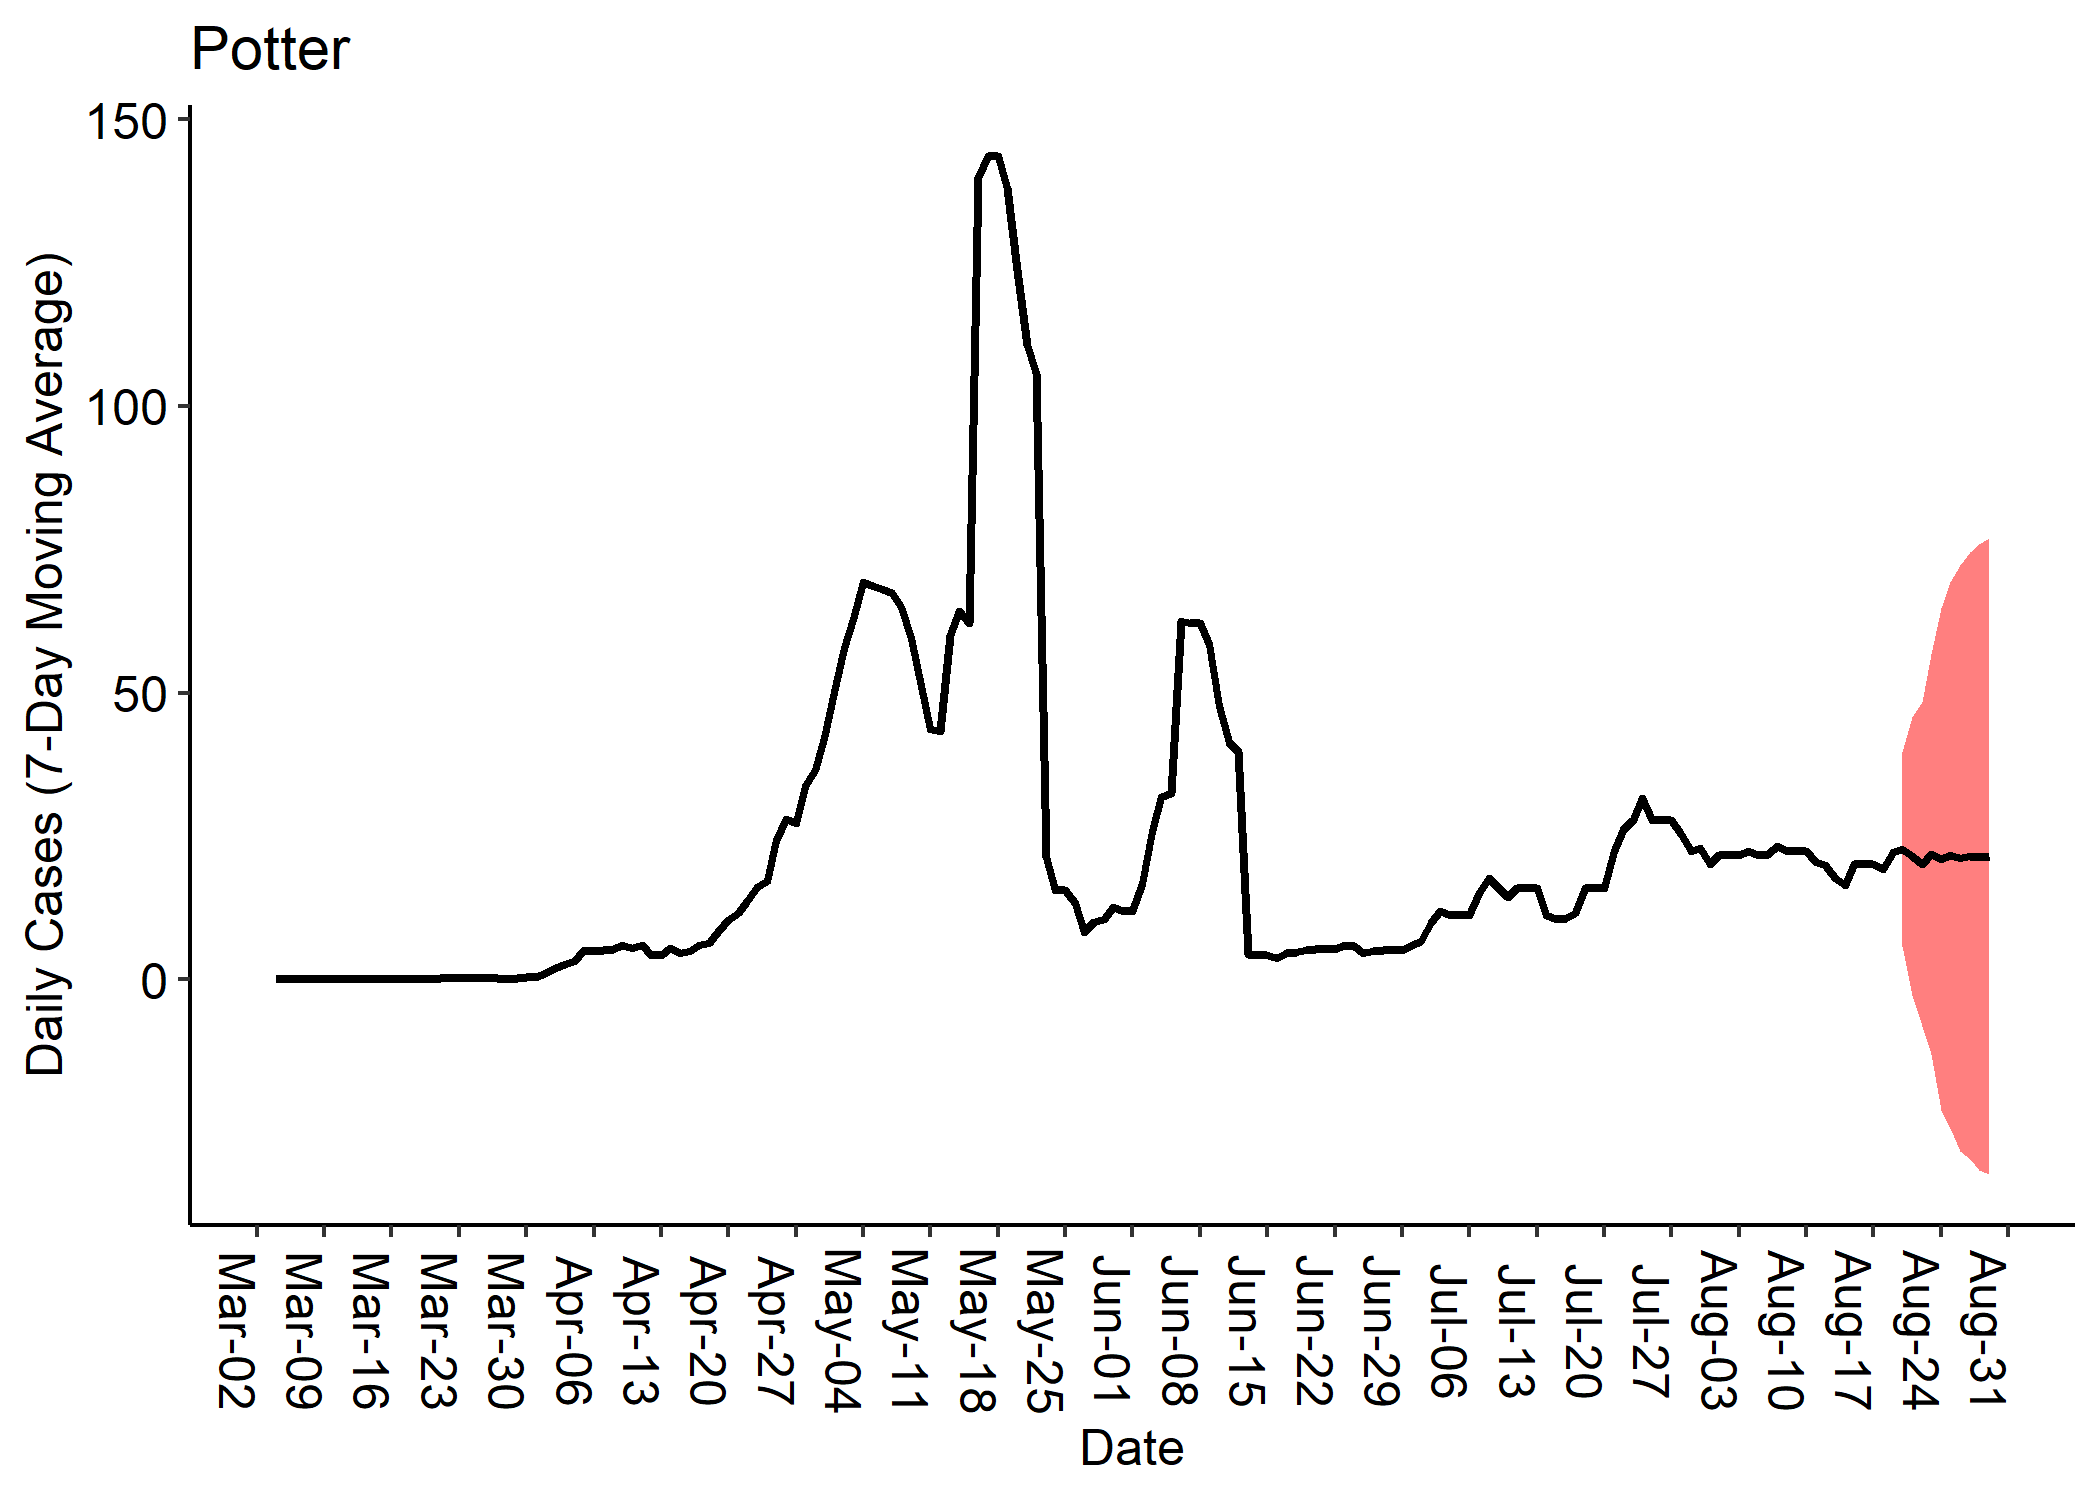 Potter
Daily Cases (7-Day Moving Average)
150
100
50
0
Mar-02
Mar-09
Mar-16
Mar-23
Mar-30
Apr-06
Apr-13
Apr-20
Apr-27
May-04
May-11
May-18
May-25
Jun-01
Jun-08
Jun-15
Jun-22
Jun-29
Jul-06
Jul-13
Jul-20
Jul-27
Aug-03
Aug-10
Aug-17
Aug-24
Aug-31
Date